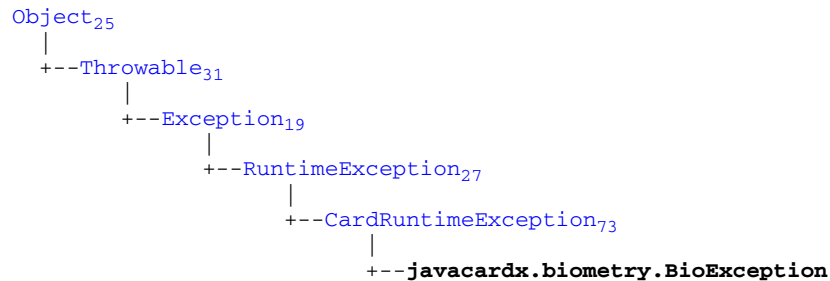 Object25
|
+--Throwable31
|
+--Exception19
|
+--RuntimeException27
|
+--CardRuntimeException73
|
+--javacardx.biometry.BioException